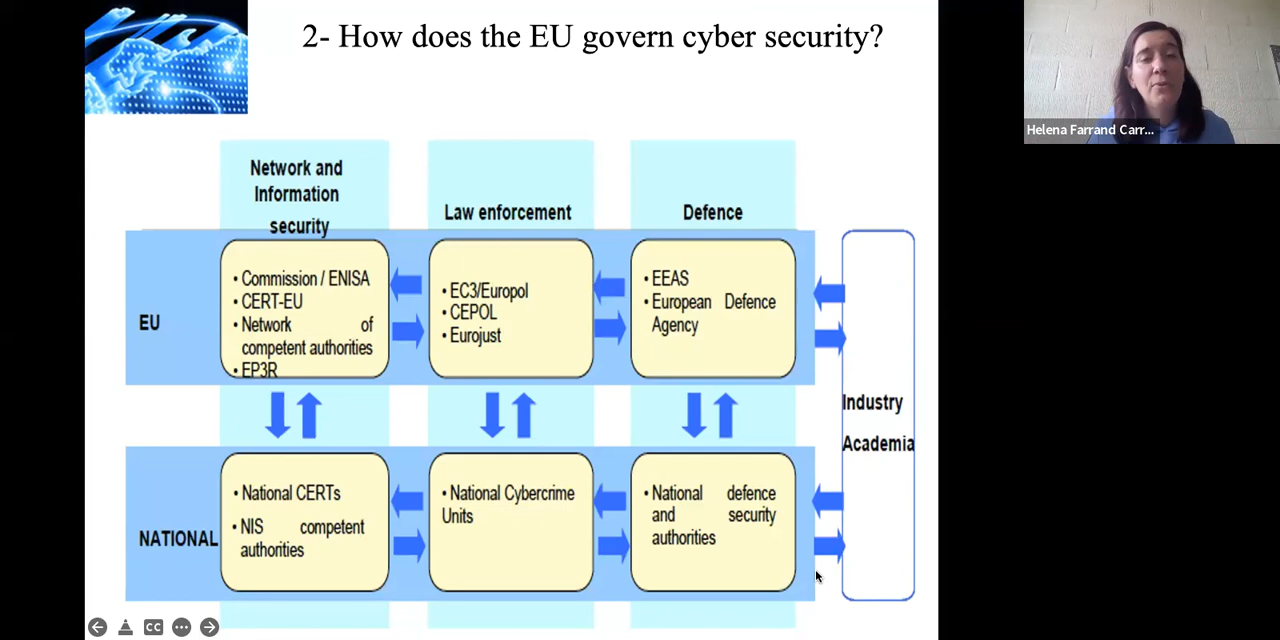 2- How does the EU govern cyber security?
Helena Farrand Carr...
Network and
Information
security
Law enforcement
Defence
EU
• Commission / ENISA
• CERT-EU
• Network of
competent authorities
• EP3R
• EC3/Europol
• CEPOL
• Eurojust
• EEAS
• European Defence
Agency
Industry
Academia
NATIONAL
• National CERTs
• NIS competent
authorities
• National Cybercrime
Units
• National defence
and security
authorities
CC